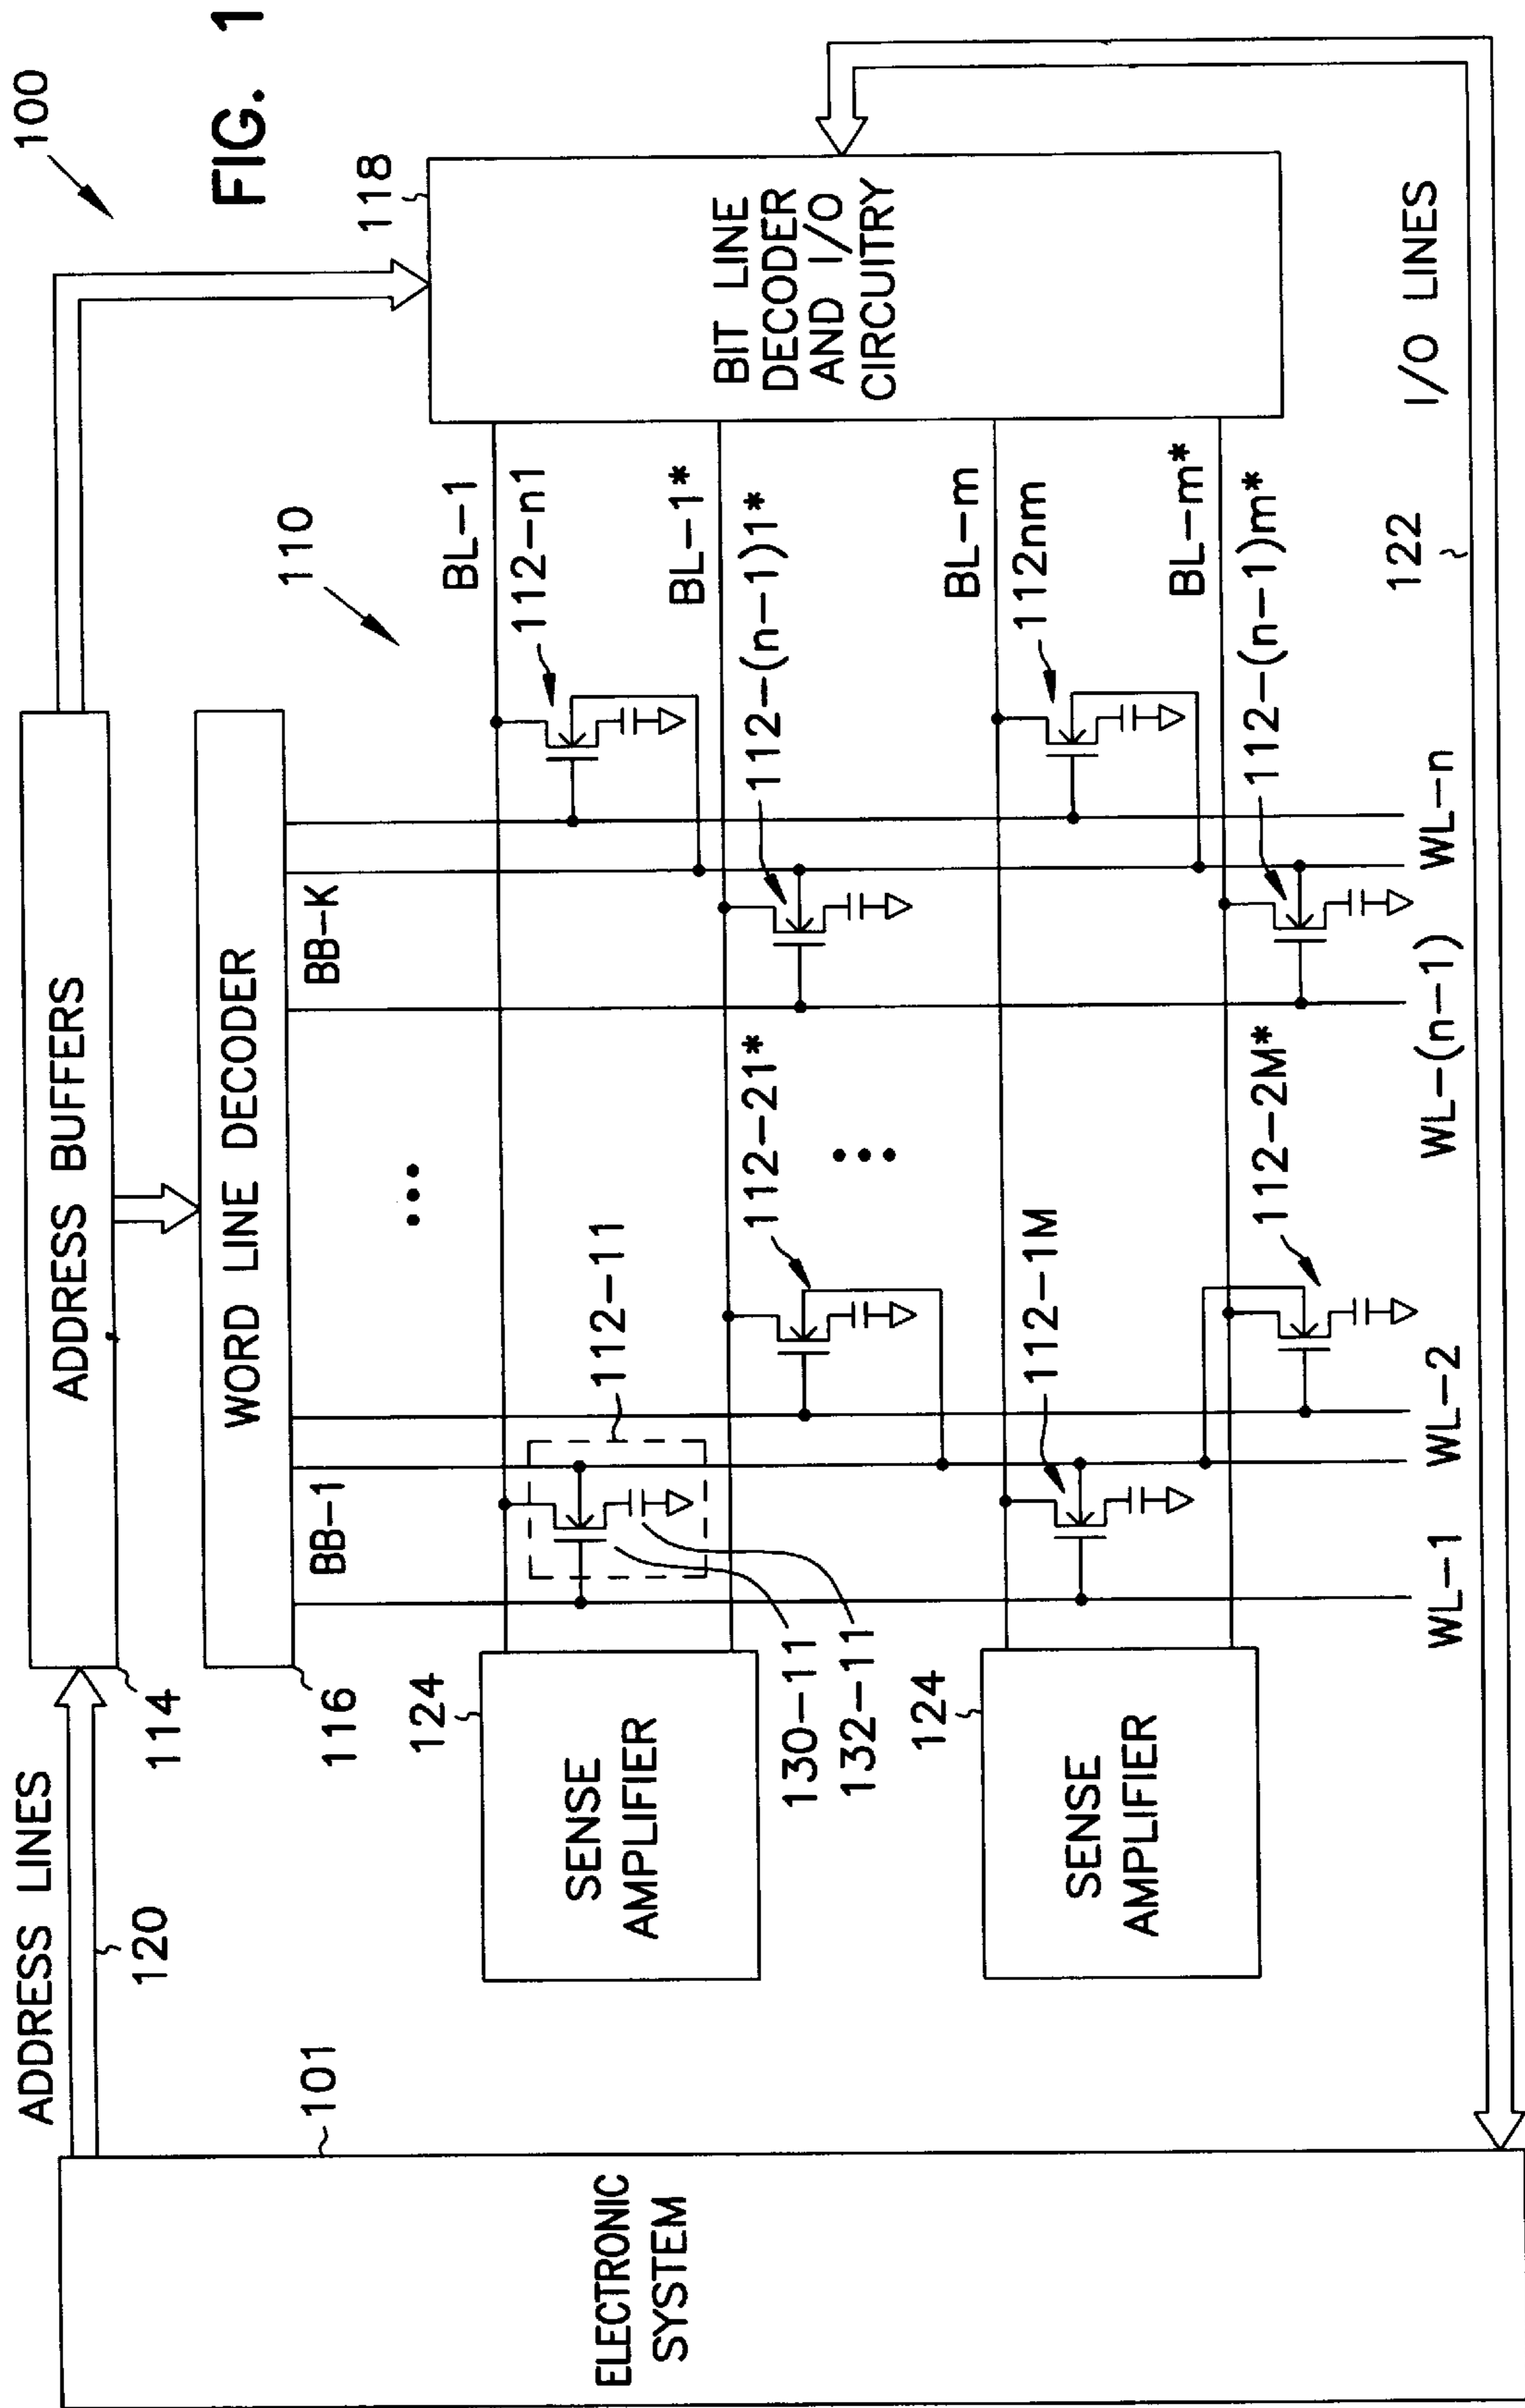 FIG. 1
100
ADDRESS LINES
120
ADDRESS BUFFERS
114
WORD LINE DECODER
116
110
118
BIT LINE
DECODER
AND I/O
CIRCUITRY
ELECTRONIC
SYSTEM
101
SENSE
AMPLIFIER
124
SENSE
AMPLIFIER
124
BB-1
BB-K
112-11
130-11
132-11
BL-1
112-n1
112-21*
BL-1*
112-(n-1)1*
112-1M
BL-m
112nm
112-2M*
BL-m*
112-(n-1)m*
WL-1
WL-2
WL-(n-1)
WL-n
122
I/O LINES